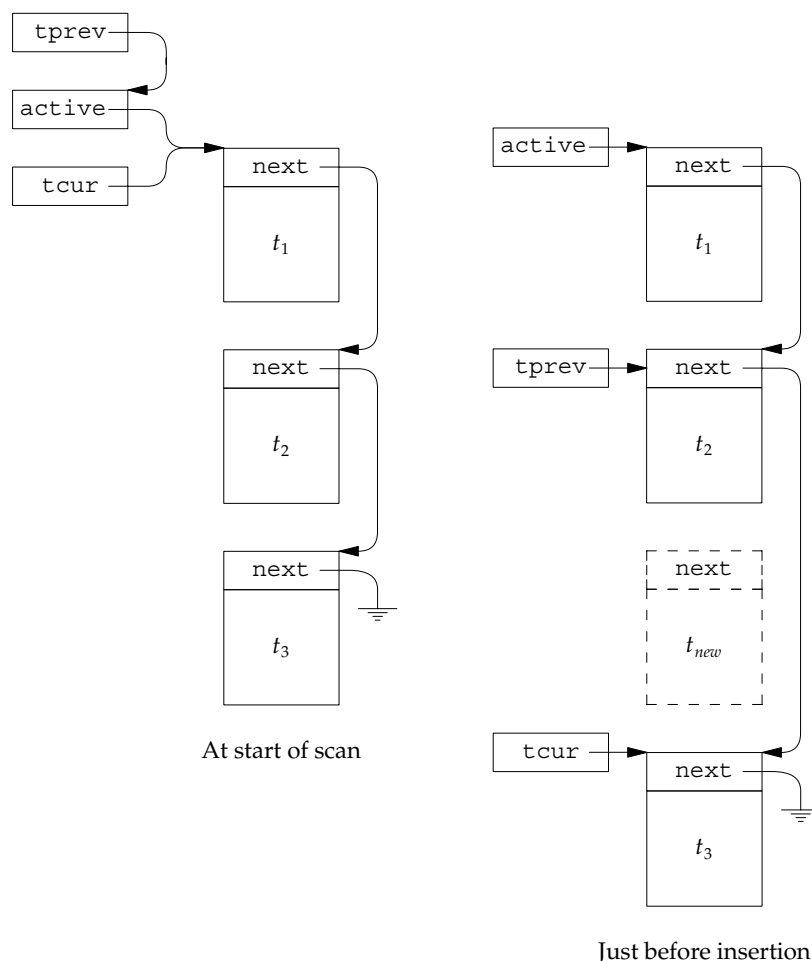 tprev
active
tcur
next
t1
next
t2
next
t3
At start of scan
active
next
t1
tprev
next
t2
next
tnew
tcur
next
t3
Just before insertion